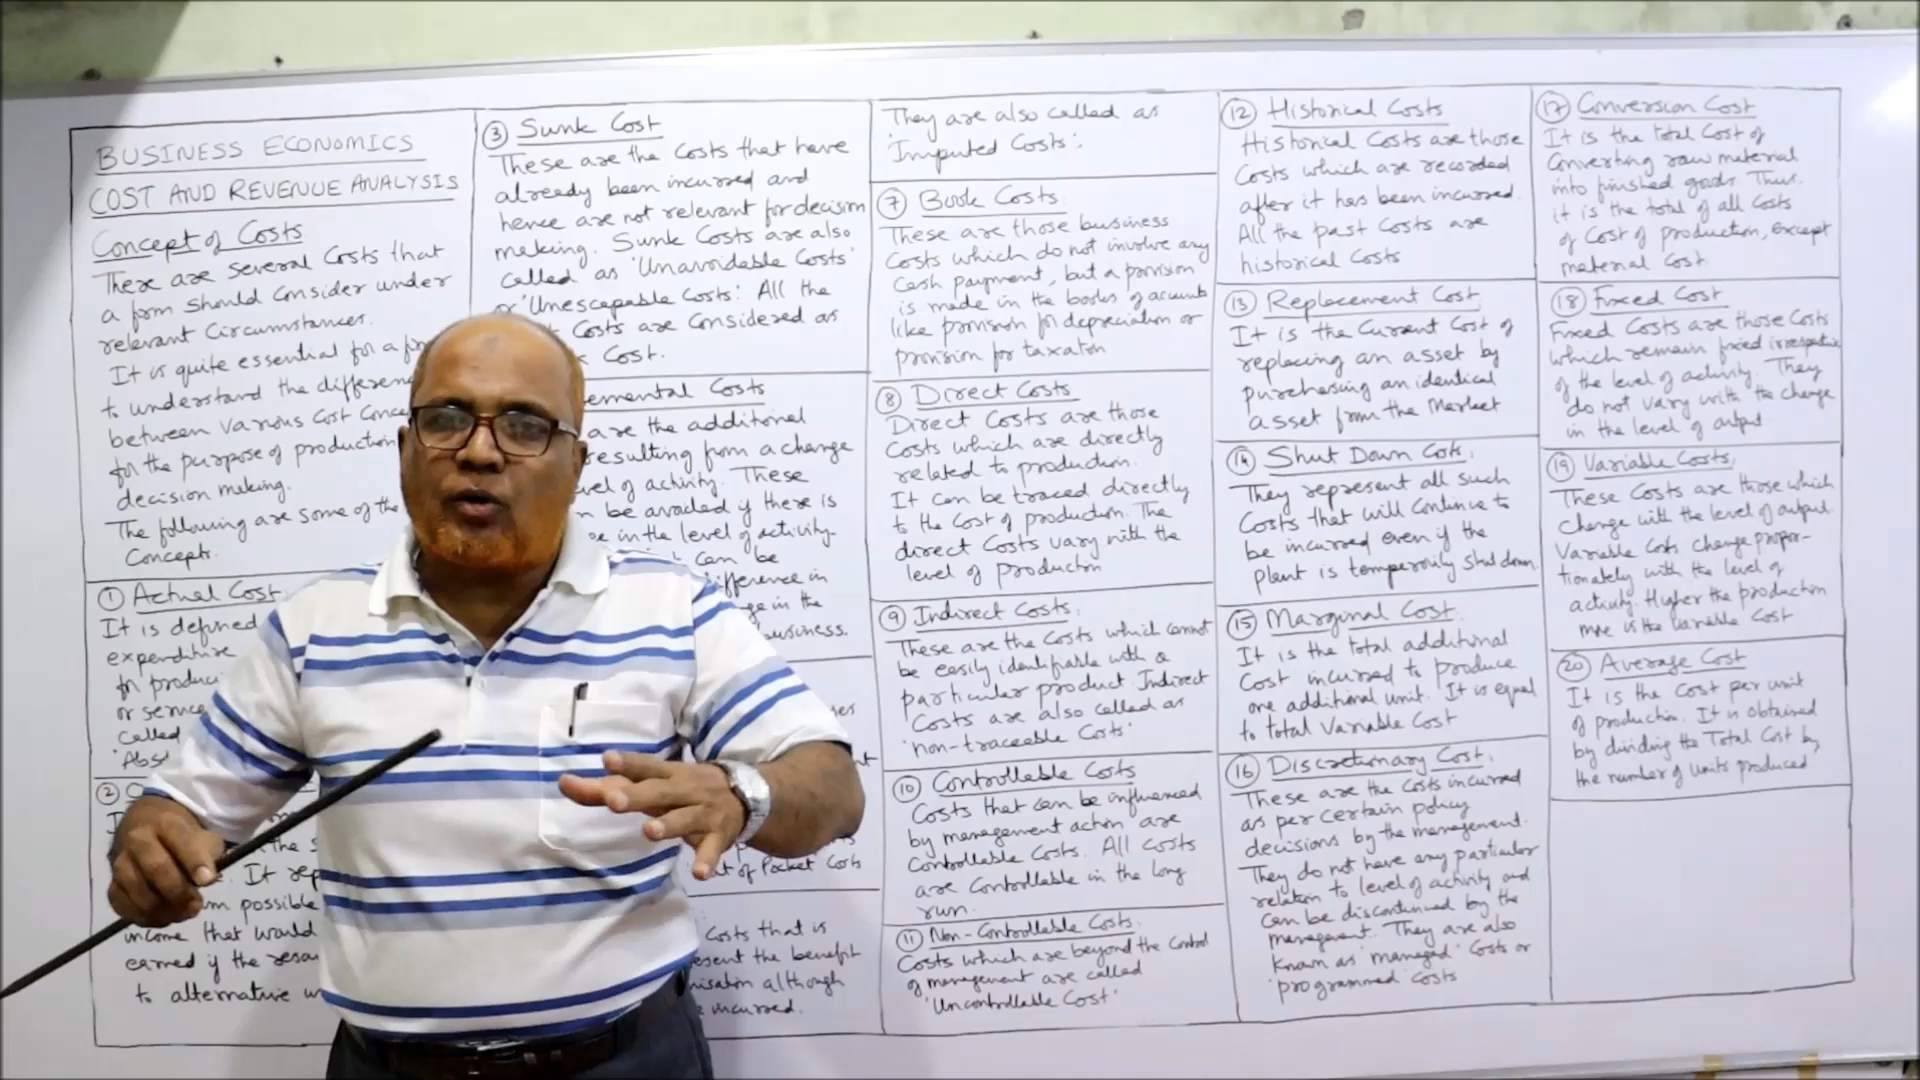 BUSINESS ECONOMICS
COST AND REVENUE ANALYSIS
Concept of Costs
There are several Costs that
a firm should Consider under
relevant Circumstances.
It is quite essential for a
to understand the
between various Cost
for the purpose of production
decision making.
The following are some of the
Concepts.
① Actual Cost
It is defined
expenditure
for
or service
called
②
the
. It
possible
income that would
earned if the
to alternative
③ Sunk Cost
These are the Costs that have
already been incurred and
hence are not relevant for decision
making. Sunk Costs are also
called as 'Unavoidable Costs'
or 'Unescapable Costs'. All the
Costs are Considered as
Cost.
Costs
are the additional
resulting from a change
of activity. These
be availed if there is
in the level of activity.
can be
in
in the
business.
of Pocket Costs
Costs that is
the benefit
although
incurred.
They are also called as
'Imputed Costs'.
⑦ Book Costs
These are those business
Costs which do not involve any
Cash payment, but a provision
is made in the books of accounts
like provision for depreciation or
provision for taxation
⑧ Direct Costs
Direct Costs are those
Costs which are directly
related to production.
It can be traced directly
to the Cost of production. The
direct Costs vary with the
level of production
⑨ Indirect Costs
These are the Costs which cannot
be easily identifiable with a
particular product Indirect
Costs are also called as
'non-traceable Costs'
⑩ Controllable Costs
Costs that can be influenced
by management action are
Controllable Costs. All Costs
are Controllable in the long
run.
⑪ Non-Controllable Costs
Costs which are beyond the control
of management are called
'Uncontrollable Cost'
⑫ Historical Costs
Historical Costs are those
Costs which are recorded
after it has been incurred.
All the past Costs are
historical Costs
⑬ Replacement Cost
It is the Current Cost of
replacing an asset by
purchasing an identical
asset from the Market
⑭ Shut Down Costs
They represent all such
Costs that will Continue to
be incurred even if the
plant is temporily shut down
⑮ Marginal Cost
It is the total additional
Cost incurred to produce
one additional unit. It is equal
to total Variable Cost
⑯ Discretionary Cost
These are the Costs incurred
as per certain policy
decisions by the management.
They do not have any particular
relation to level of activity and
can be discontinued by the
management. They are also
known as 'managed' Costs or
'programmed' Costs
⑰ Conversion Cost
It is the total Cost of
Converting raw material
into finished goods. Thus
it is the total of all Costs
of Cost of production, except
material Cost
⑱ Fixed Cost
Fixed Costs are those Costs
which remain fixed irrespective
of the level of activity. They
do not vary with the change
in the level of output
⑲ Variable Costs
These Costs are those which
change with the level of output.
Variable Costs change propor-
tionately with the level of
activity. Higher the production
more is the variable Cost
⑳ Average Cost
It is the Cost per unit
of production. It is obtained
by dividing the Total Cost by
the number of units produced